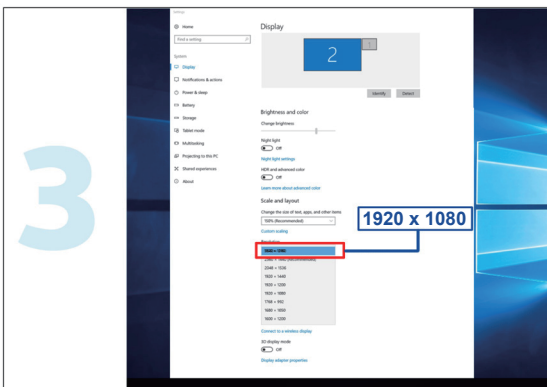 3
Settings
Home
Find a setting
System
Display
Notifications & actions
Power & sleep
Battery
Storage
Tablet mode
Multitasking
Projecting to this PC
Shared experiences
About
Display
2
1
Identify
Detect
Brightness and color
Change brightness
Night light
Off
Night light settings
HDR and advanced color
Off
Learn more about advanced color
Scale and layout
Change the size of text, apps, and other items
100% (Recommended)
Custom scaling
Resolution
(Recommended)
2048 × 1536
1920 × 1440
1920 × 1200
1920 × 1080
1680 × 1050
1600 × 1200
Connect to a wireless display
3D display mode
Off
Display adapter properties
1920 x 1080